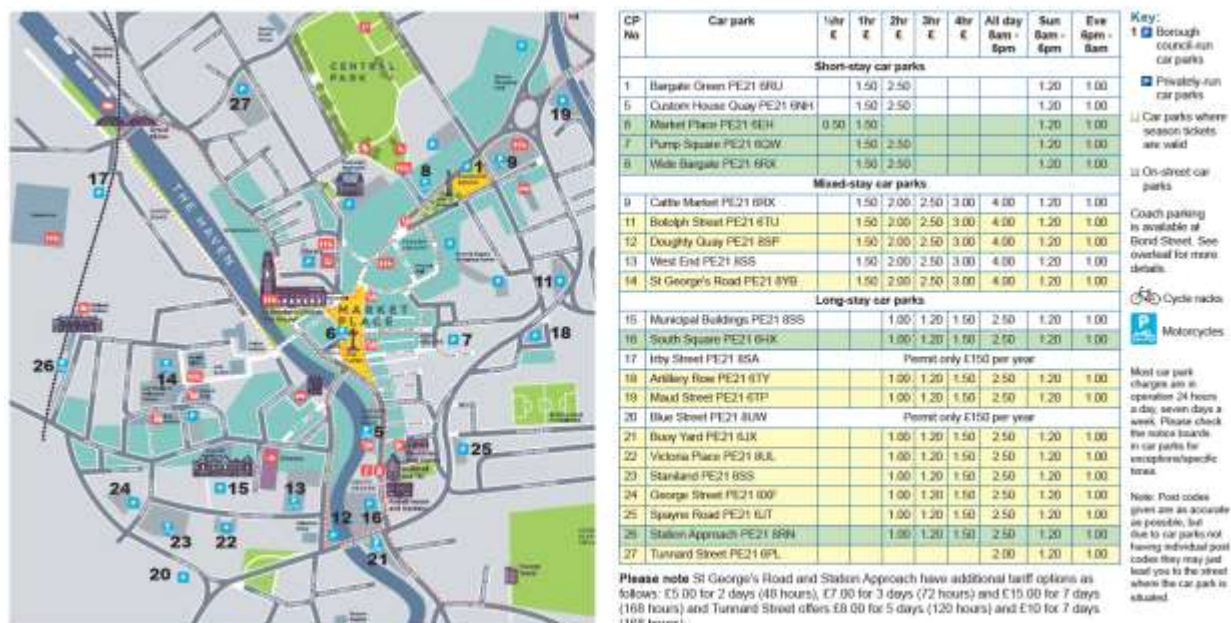 CENTRAL
PARK
THE HAVEN
MARKET
PLACE
27
19
1
9
8
17
11
6
7
18
26
14
5
25
15
13
24
12
16
23
22
21
20
CP No Car park ½hr £ 1hr £ 2hr £ 3hr £ 4hr £ All day 8am - 6pm Sun 8am - 6pm Eve 6pm - 8am
Short-stay car parks
1 Bargate Green PE21 6RU 1.50 2.50 1.20 1.00
5 Custom House Quay PE21 6NH 1.50 2.50 1.20 1.00
6 Market Place PE21 6EH 0.50 1.50 1.20 1.00
7 Pump Square PE21 6QW 1.50 2.50 1.20 1.00
Wide Bargate PE21 6RX 1.50 2.50 1.20 1.00
Mixed-stay car parks
9 Cattle Market PE21 6RX 1.50 2.00 2.50 3.00 4.00 1.20 1.00
11 Botolph Street PE21 6TU 1.50 2.00 2.50 3.00 4.00 1.20 1.00
12 Doughty Quay PE21 8SP 1.50 2.00 2.50 3.00 4.00 1.20 1.00
13 West End PE21 8SS 1.50 2.00 2.50 3.00 4.00 1.20 1.00
14 St George's Road PE21 8YB 1.50 2.00 2.50 3.00 4.00 1.20 1.00
Long-stay car parks
15 Municipal Buildings PE21 8SS 1.00 1.20 1.50 2.50 1.20 1.00
16 South Square PE21 6HX 1.00 1.20 1.50 2.50 1.20 1.00
17 Irby Street PE21 8SA Permit only £150 per year
18 Artillery Row PE21 6TY 1.00 1.20 1.50 2.50 1.20 1.00
19 Maud Street PE21 6TP 1.00 1.20 1.50 2.50 1.20 1.00
20 Blue Street PE21 8UW Permit only £150 per year
21 Buoy Yard PE21 6JX 1.00 1.20 1.50 2.50 1.20 1.00
22 Victoria Place PE21 8UL 1.00 1.20 1.50 2.50 1.20 1.00
23 Staniland PE21 8SS 1.00 1.20 1.50 2.50 1.20 1.00
24 George Street PE21 1.00 1.20 1.50 2.50 1.20 1.00
25 Spayne Road PE21 6JT 1.00 1.20 1.50 2.50 1.20 1.00
26 Station Approach PE21 8RN 1.00 1.20 1.50 2.50 1.20 1.00
27 Tunnard Street PE21 6PL 2.00 1.20 1.00
Please note St George's Road and Station Approach have additional tariff options as
follows: £5.00 for 2 days (48 hours), £7.00 for 3 days (72 hours) and £15.00 for 7 days
(168 hours) and Tunnard Street offers £8.00 for 5 days (120 hours) and £10 for 7 days
Key:
1 P Borough
council-run
car parks
P Privately-run
car parks
Car parks where
season tickets
are valid
On-street car
parks
Coach parking
is available at
Bond Street. See
overleaf for more
details.
Cycle racks
P Motorcycles
Most car park
charges are in
operation 24 hours
a day, seven days a
week. Please check
the notice boards
in car parks for
exceptions/specific
times.
Note: Post codes
given are as accurate
as possible, but
due to car parks not
having individual post
codes they may just
lead you to the street
where the car park is
situated.